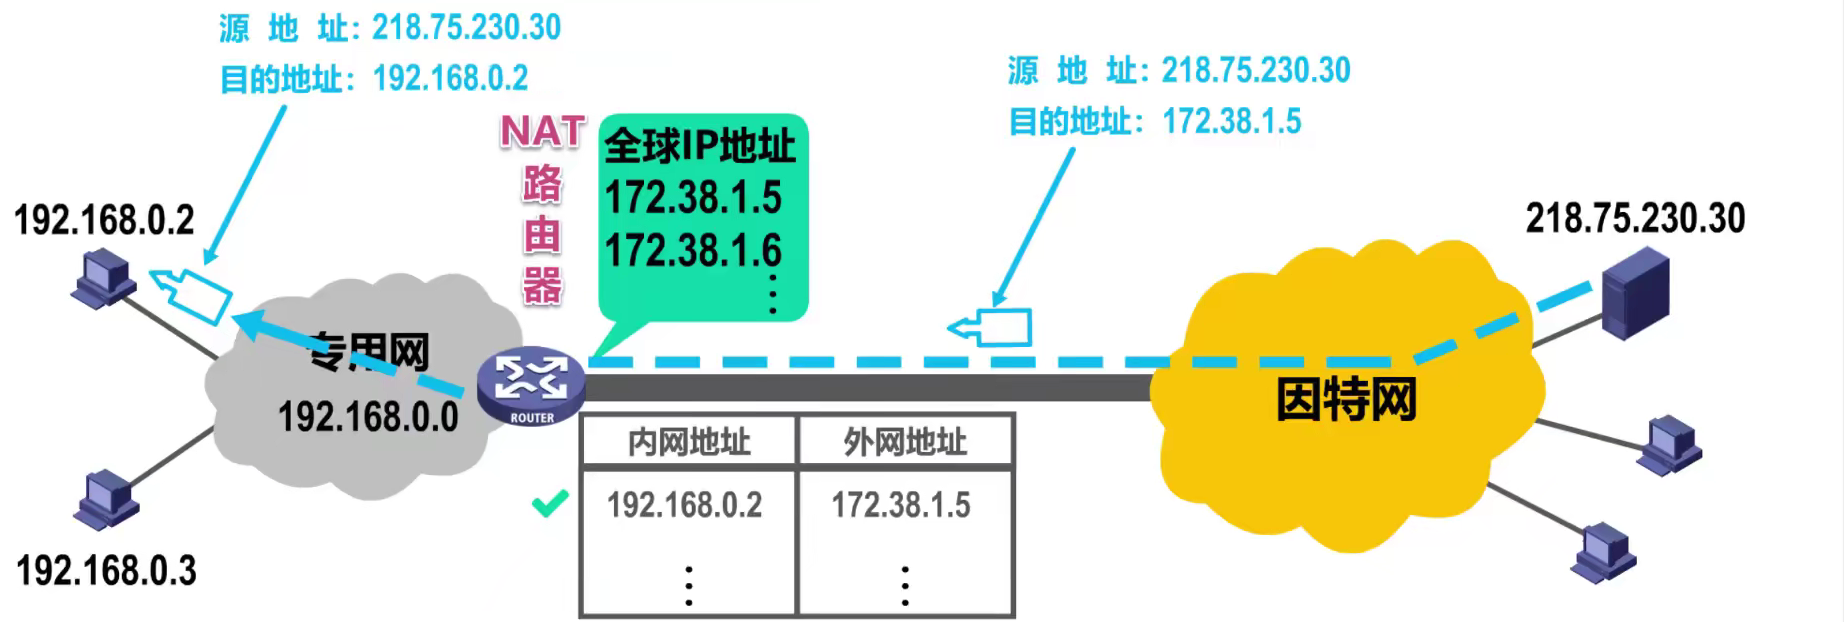 源 地 址：218.75.230.30
目的地址：192.168.0.2
源 地 址：218.75.230.30
目的地址：172.38.1.5
NAT
路
由
器
全球IP地址
172.38.1.5
172.38.1.6
⋮
192.168.0.2
218.75.230.30
专用网
192.168.0.0
ROUTER
因特网
内网地址 外网地址
192.168.0.2 172.38.1.5
⋮ ⋮
192.168.0.3